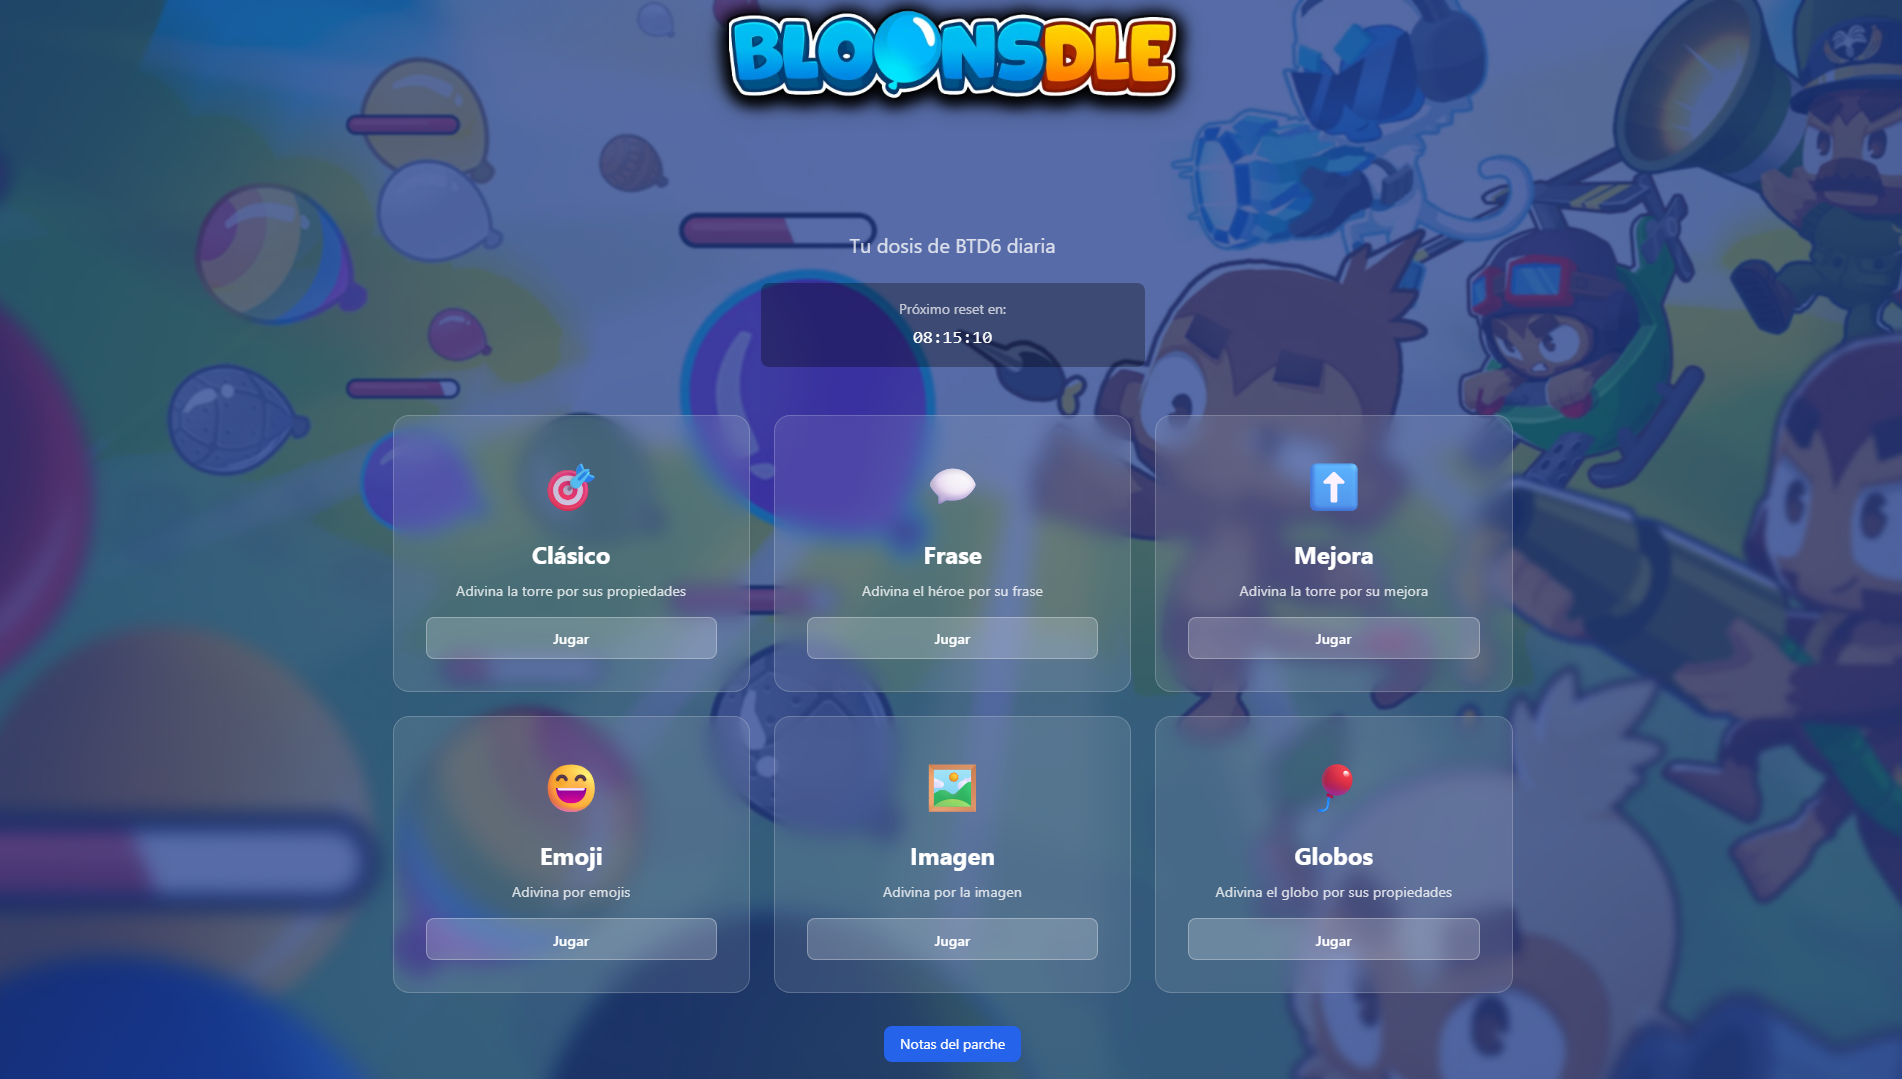 BLOONSDLE
Tu dosis de BTD6 diaria
Próximo reset en:
08:15:10
Clásico
Adivina la torre por sus propiedades
Jugar
Frase
Adivina el héroe por su frase
Jugar
Mejora
Adivina la torre por su mejora
Jugar
Emoji
Adivina por emojis
Jugar
Imagen
Adivina por la imagen
Jugar
Globos
Adivina el globo por sus propiedades
Jugar
Notas del parche